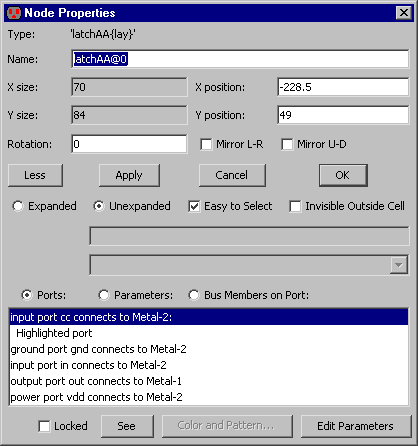 Node Properties
Type: 'latchAA{lay}'
Name: latchAA@0
X size: 70 X position: -228.5
Y size: 84 Y position: 49
Rotation: 0 Mirror L-R Mirror U-D
Less Apply Cancel OK
Expanded Unexpanded Easy to Select Invisible Outside Cell
Ports: Parameters: Bus Members on Port:
input port cc connects to Metal-2:
Highlighted port
ground port gnd connects to Metal-2
input port in connects to Metal-2
output port out connects to Metal-1
power port vdd connects to Metal-2
Locked See Color and Pattern... Edit Parameters